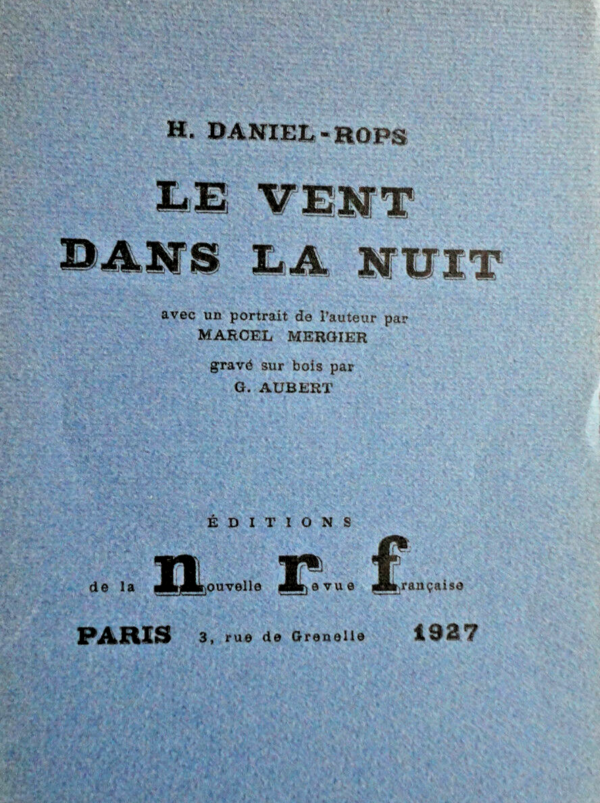 H. DANIEL-ROPS
LE VENT
DANS LA NUIT
avec un portrait de l'auteur par
MARCEL MERGIER
gravé sur bois par
G. AUBERT
ÉDITIONS
de la nouvelle revue française
PARIS 3, rue de Grenelle 1927